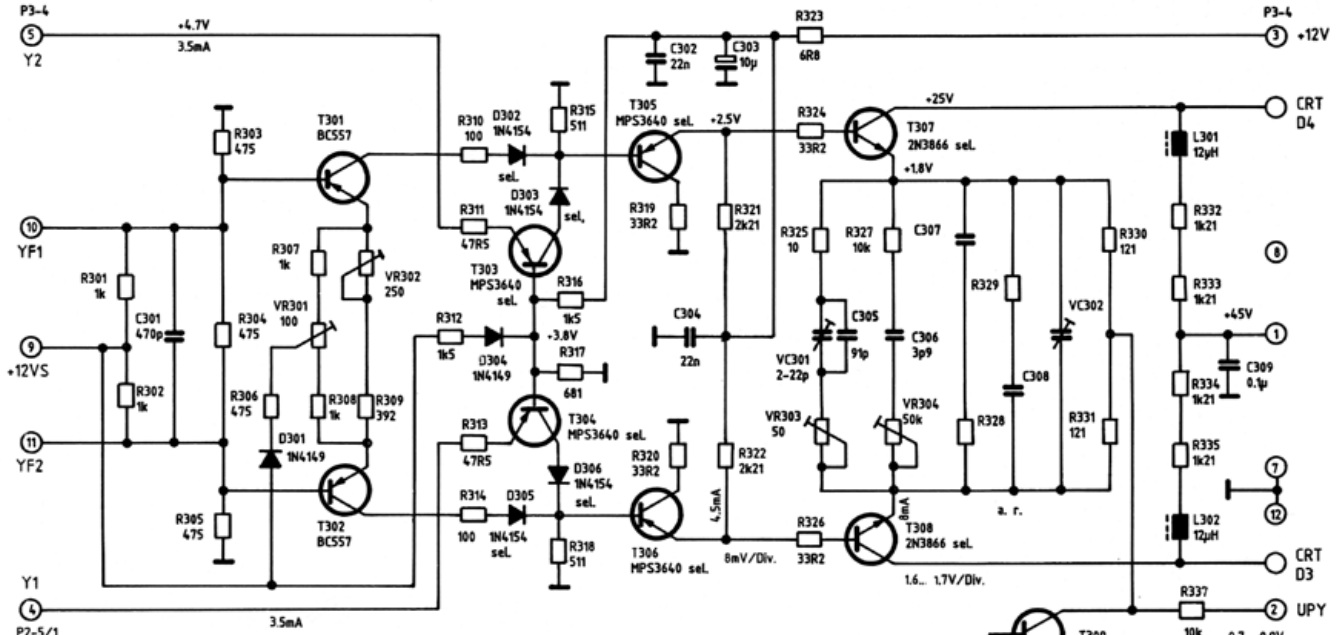 P3-4
5
Y2
+4.7V
3.5mA
R323
6R8
P3-4
3
+12V
C302
22n
C303
10µ
T301
BC557
R303
475
R310
100
D302
1N4154
sel.
R315
511
T305
MPS3640 sel.
+2.5V
R324
33R2
T307
2N3866 sel.
+25V
CRT
D4
L301
12µH
D303
1N4154
sel,
+1,8V
10
YF1
R311
47R5
R319
33R2
R321
2k21
R325
10
R327
10k
C307
R330
121
R332
1k21
8
R301
1k
R307
1k
VR302
250
T303
MPS3640
sel.
R316
1k5
R329
R333
1k21
C301
470p
R304
475
VR301
100
R312
1k5
+3.8V
C304
22n
C305
91p
C306
3p9
VC302
+45V
1
9
+12VS
D304
1N4149
R317
681
VC301
2-22p
C309
0.1µ
R302
1k
R306
475
R308
1k
R309
392
T304
MPS3640 sel.
C308
R334
1k21
VR303
50
VR304
50k
R328
R331
121
11
YF2
D301
1N4149
R313
47R5
R320
33R2
R322
2k21
R335
1k21
7
D306
1N4154
sel.
4.5mA
8mA
a. r.
12
R305
475
T302
BC557
R314
100
D305
1N4154
sel.
R318
511
T306
MPS3640 sel.
8mV/Div.
R326
33R2
T308
2N3866 sel.
L302
12µH
CRT
D3
1.6... 1.7V/Div.
Y1
4
P2-5/1
3.5mA
R337
10k
2
UPY